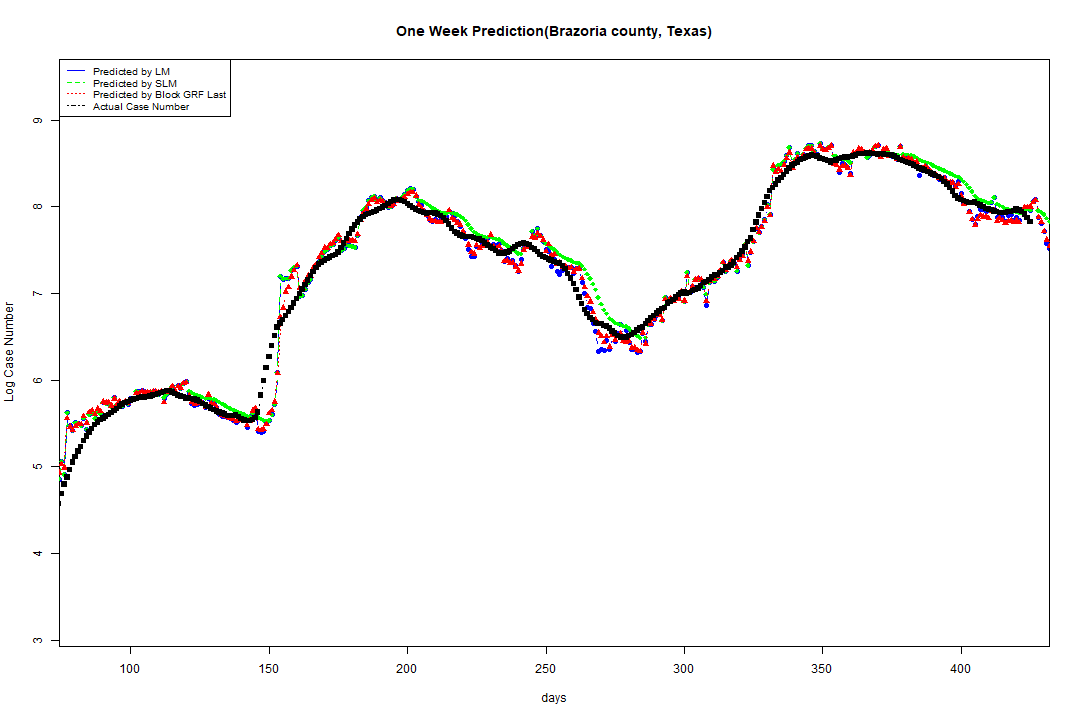 One Week Prediction(Brazoria county, Texas)
Predicted by LM
Predicted by SLM
Predicted by Block GRF Last
Actual Case Number
9
8
7
6
5
4
3
Log Case Number
100 150 200 250 300 350 400
days